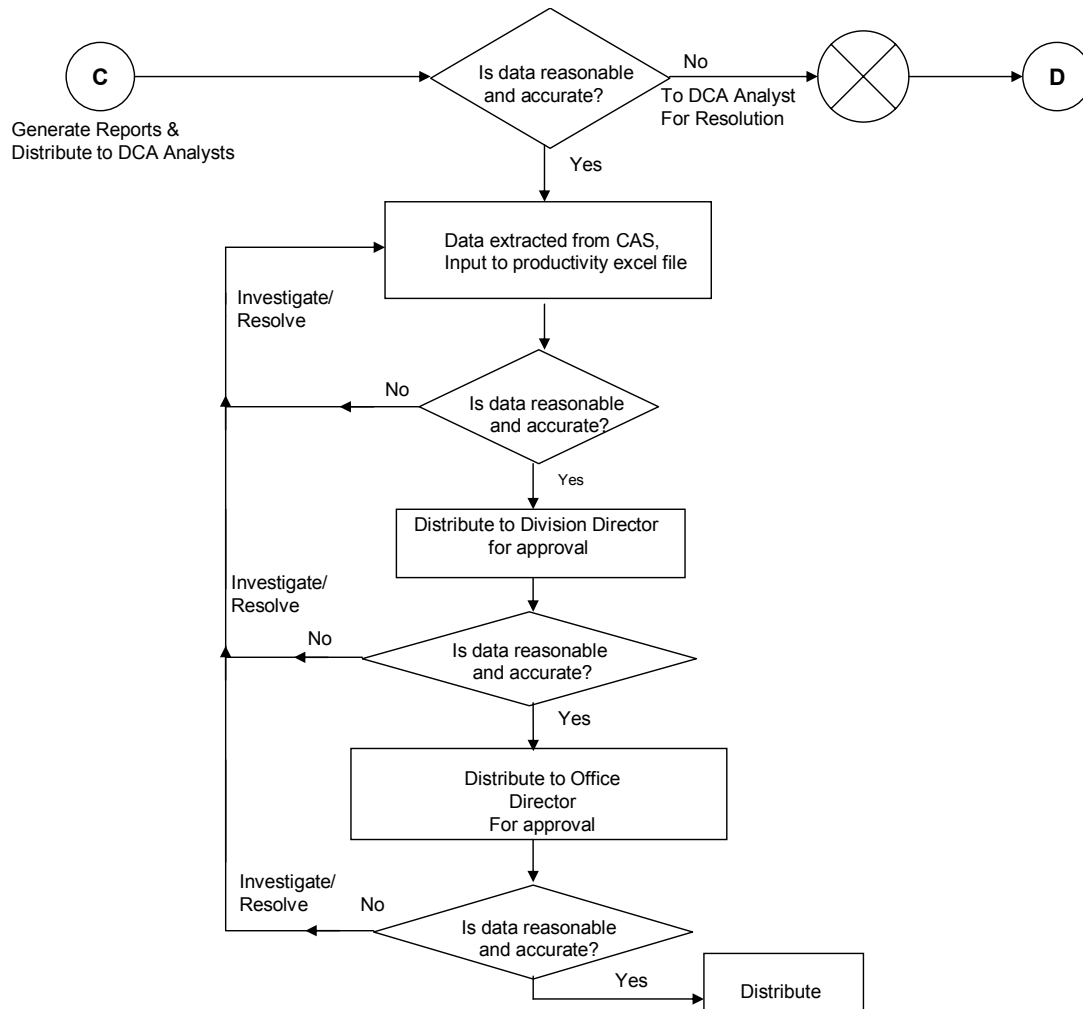 C
Generate Reports &
Distribute to DCA Analysts
Is data reasonable
and accurate?
No
To DCA Analyst
For Resolution
D
Yes
Data extracted from CAS,
Input to productivity excel file
Investigate/
Resolve
No
Is data reasonable
and accurate?
Yes
Distribute to Division Director
for approval
Investigate/
Resolve
No
Is data reasonable
and accurate?
Yes
Distribute to Office
Director
For approval
Investigate/
Resolve
No
Is data reasonable
and accurate?
Yes
Distribute